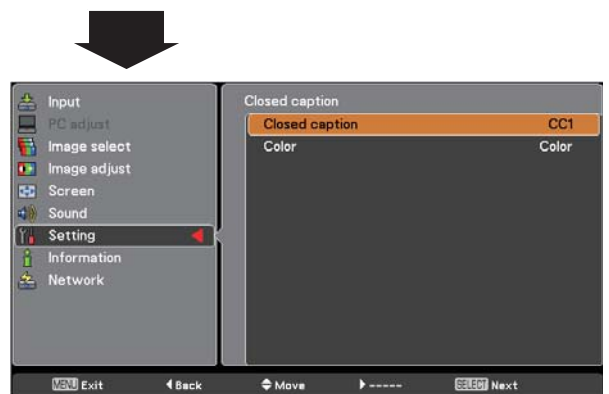 Input
PC adjust
Image select
Image adjust
Screen
Sound
Setting
Information
Network
Closed caption
Closed caption CC1
Color Color
MENU Exit Back Move ----- SELECT Next